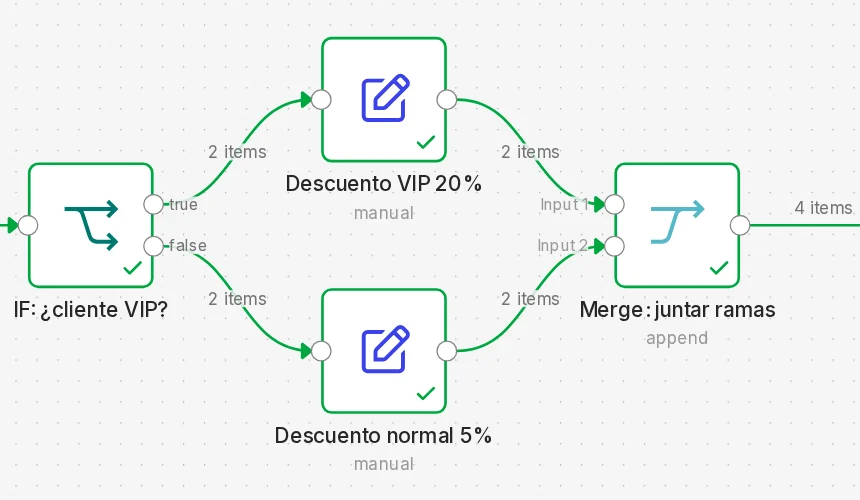 2 items
2 items
Descuento VIP 20%
manual
true
false
Input 1
Input 2
4 items
IF: ¿cliente VIP?
2 items
2 items
Merge: juntar ramas
append
Descuento normal 5%
manual